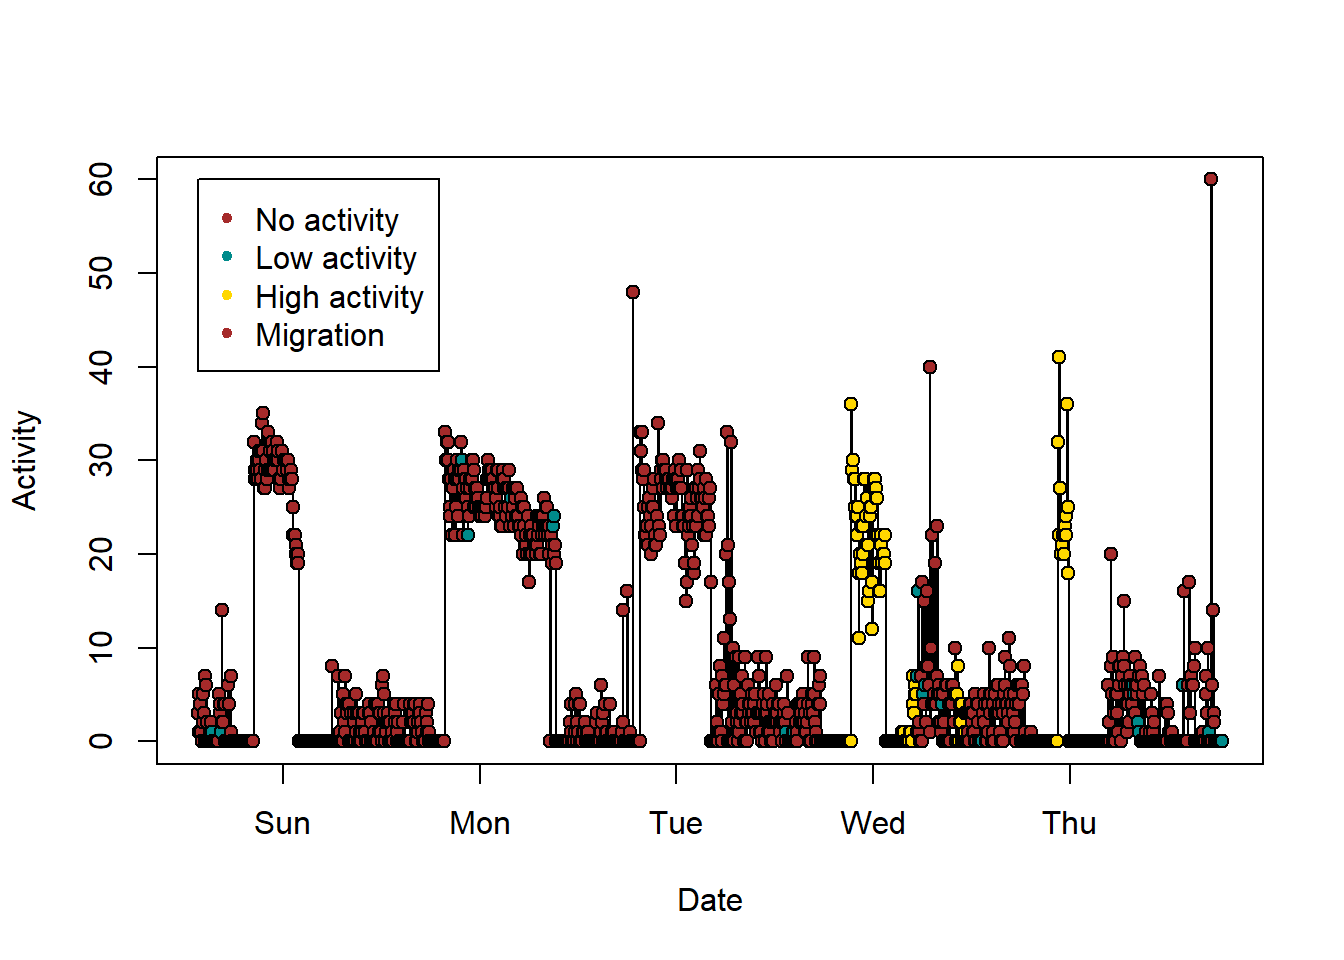 60
50
40
30
20
10
0
Activity
No activity
Low activity
High activity
Migration
Sun Mon Tue Wed Thu
Date